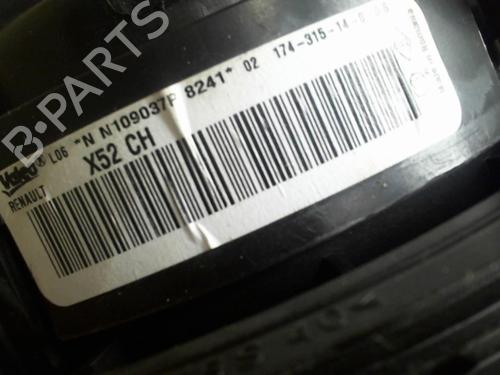 B-PARTS
Valeo L06 *N N109037P 8241* 02 174-315-14-0
RENAULT X52 CH